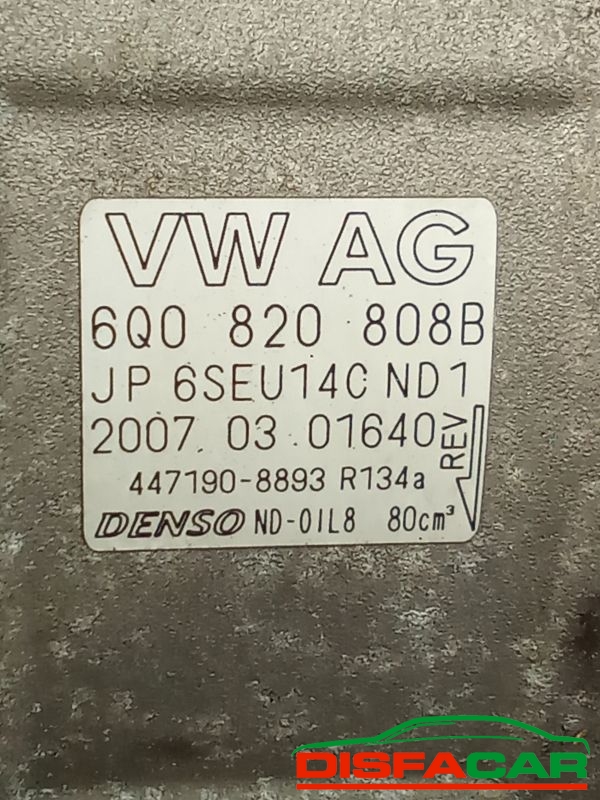 VW AG
6Q0 820 808B
JP 6SEU14C ND1
2007 03 01640
REV
447190-8893 R134a
DENSO ND-OIL8 80cm³
DISFACAR